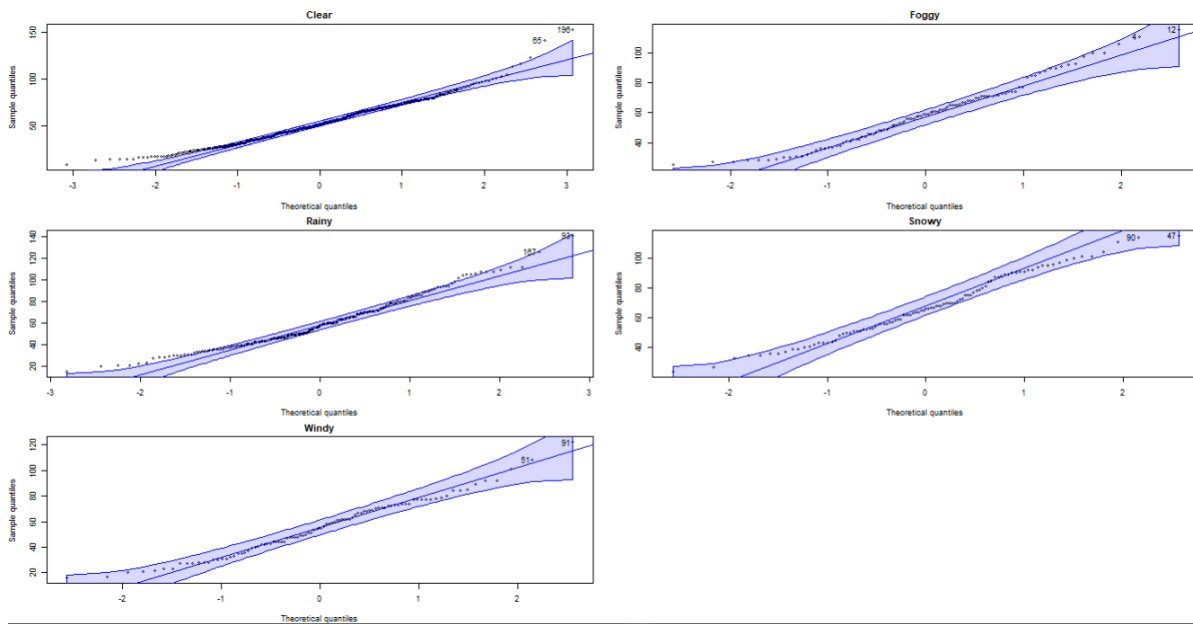 Clear
Sample quantiles
50 100 150
196
65
-3 -2 -1 0 1 2 3
Theoretical quantiles
Foggy
Sample quantiles
40 60 80 100
4
12
-2 -1 0 1 2
Theoretical quantiles
Rainy
Sample quantiles
20 40 60 80 100 120 140
167
-3 -2 -1 0 1 2 3
Theoretical quantiles
Snowy
Sample quantiles
40 60 80 100
90
47
-2 -1 0 1 2
Theoretical quantiles
Windy
Sample quantiles
20 40 60 80 100 120
51
91
-2 -1 0 1 2
Theoretical quantiles